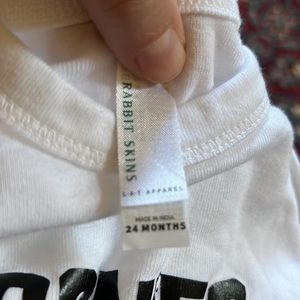 RABBIT SKINS
L·A·T APPAREL
MADE IN INDIA
24 MONTHS